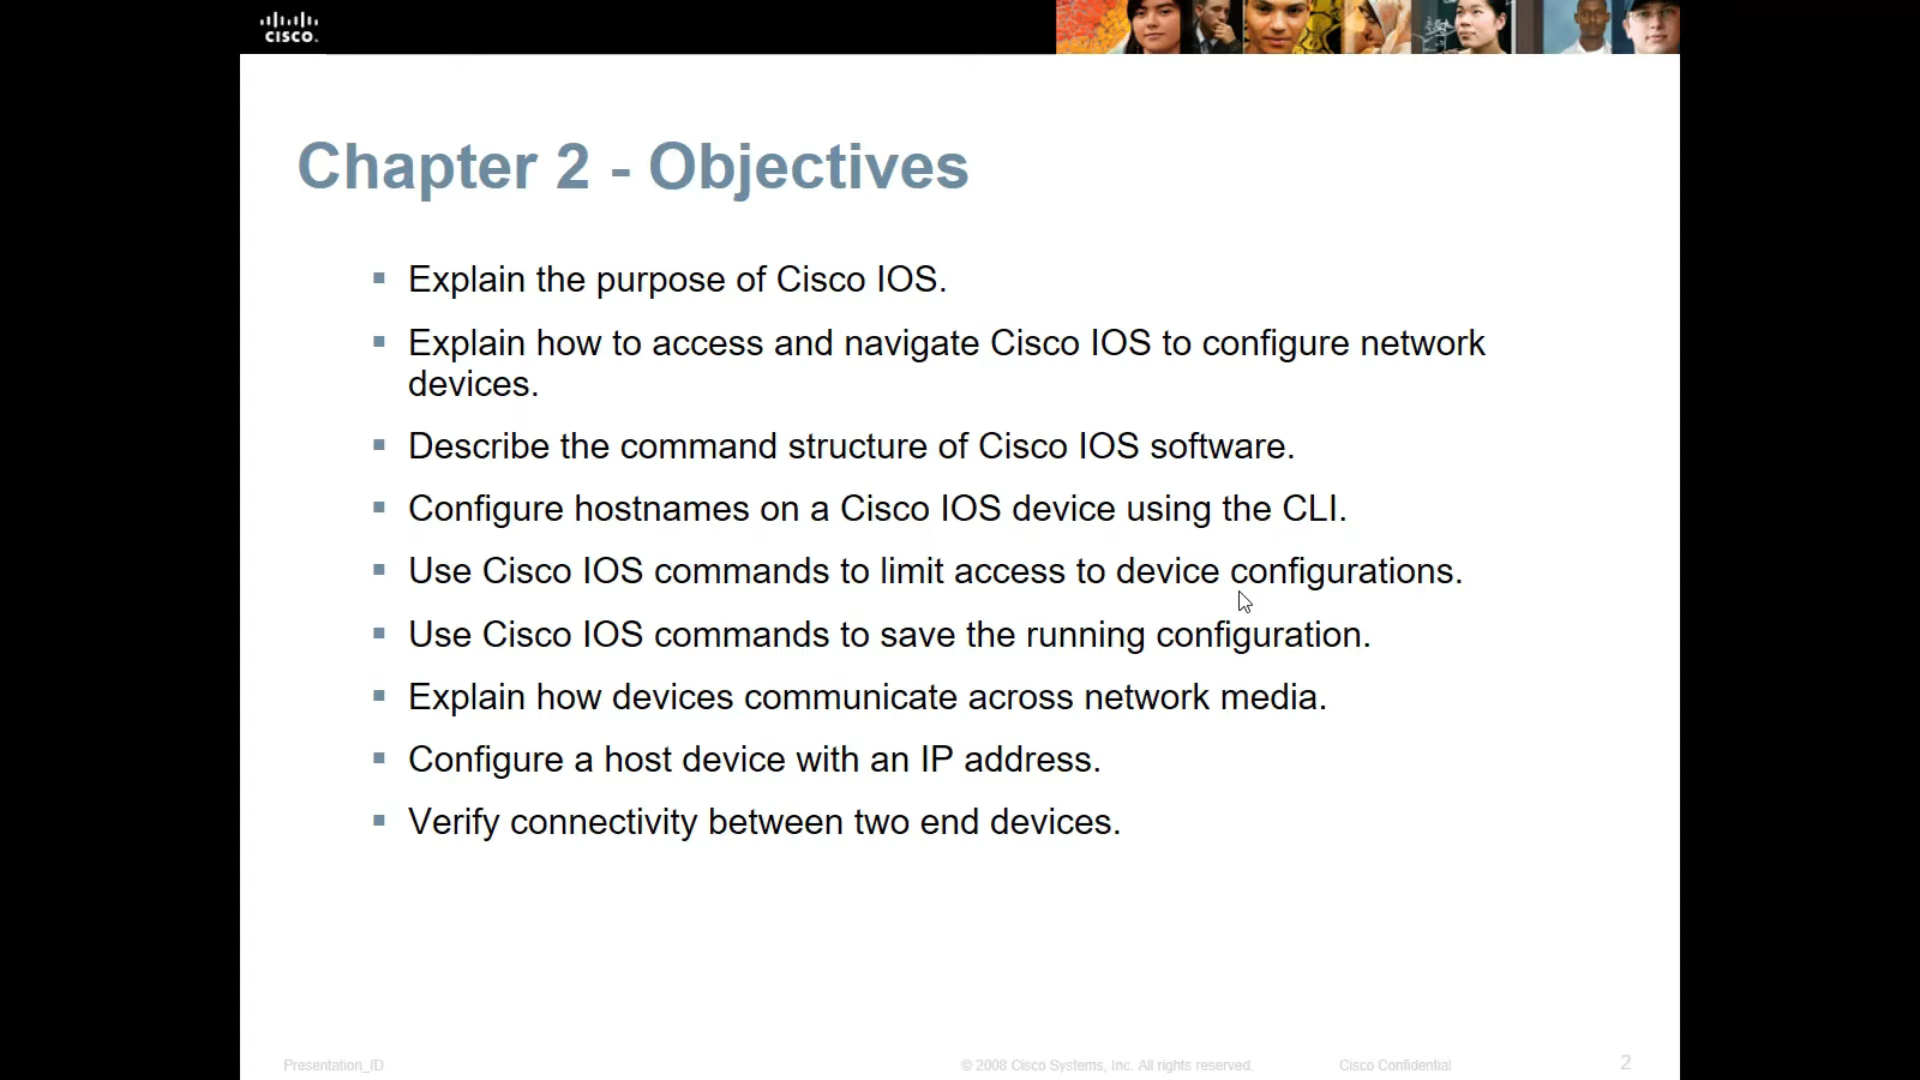 CISCO.
Chapter 2 - Objectives
Explain the purpose of Cisco IOS.
Explain how to access and navigate Cisco IOS to configure network
devices.
Describe the command structure of Cisco IOS software.
Configure hostnames on a Cisco IOS device using the CLI.
Use Cisco IOS commands to limit access to device configurations.
Use Cisco IOS commands to save the running configuration.
Explain how devices communicate across network media.
Configure a host device with an IP address.
Verify connectivity between two end devices.
Presentation_ID © 2008 Cisco Systems, Inc. All rights reserved. Cisco Confidential 2